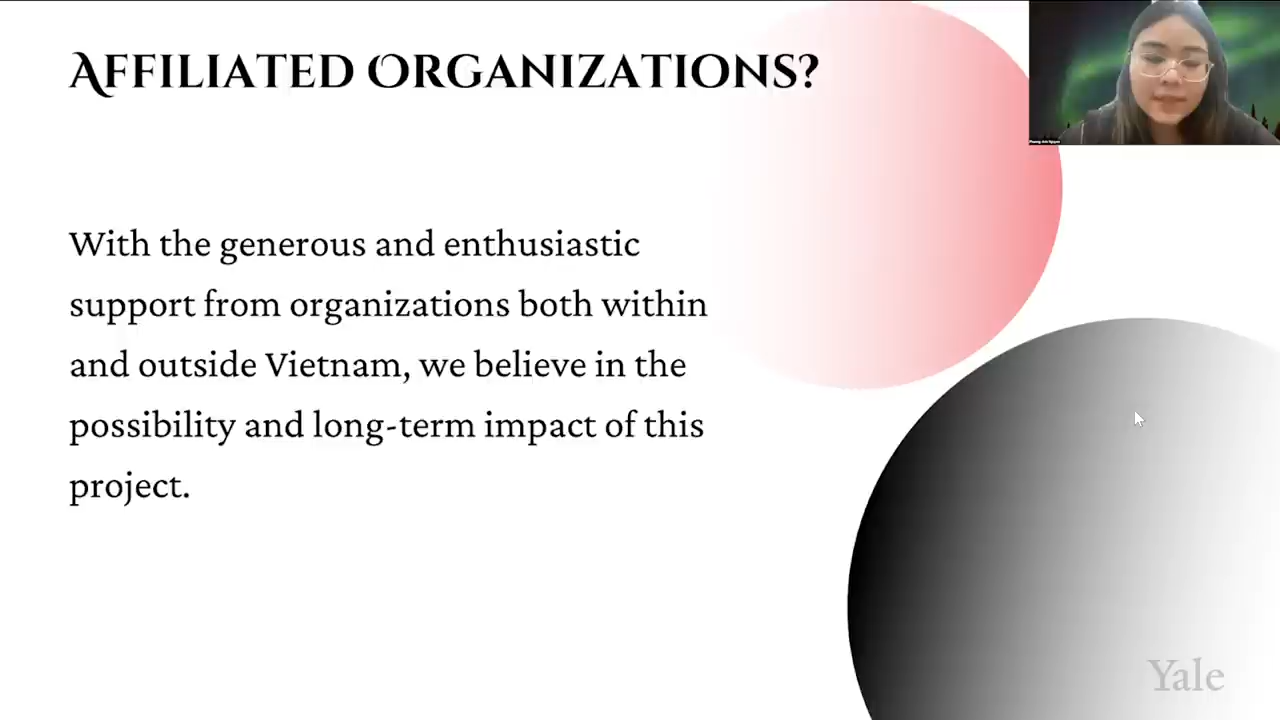 AFFILIATED ORGANIZATIONS?
With the generous and enthusiastic
support from organizations both within
and outside Vietnam, we believe in the
possibility and long-term impact of this
project.
Yale